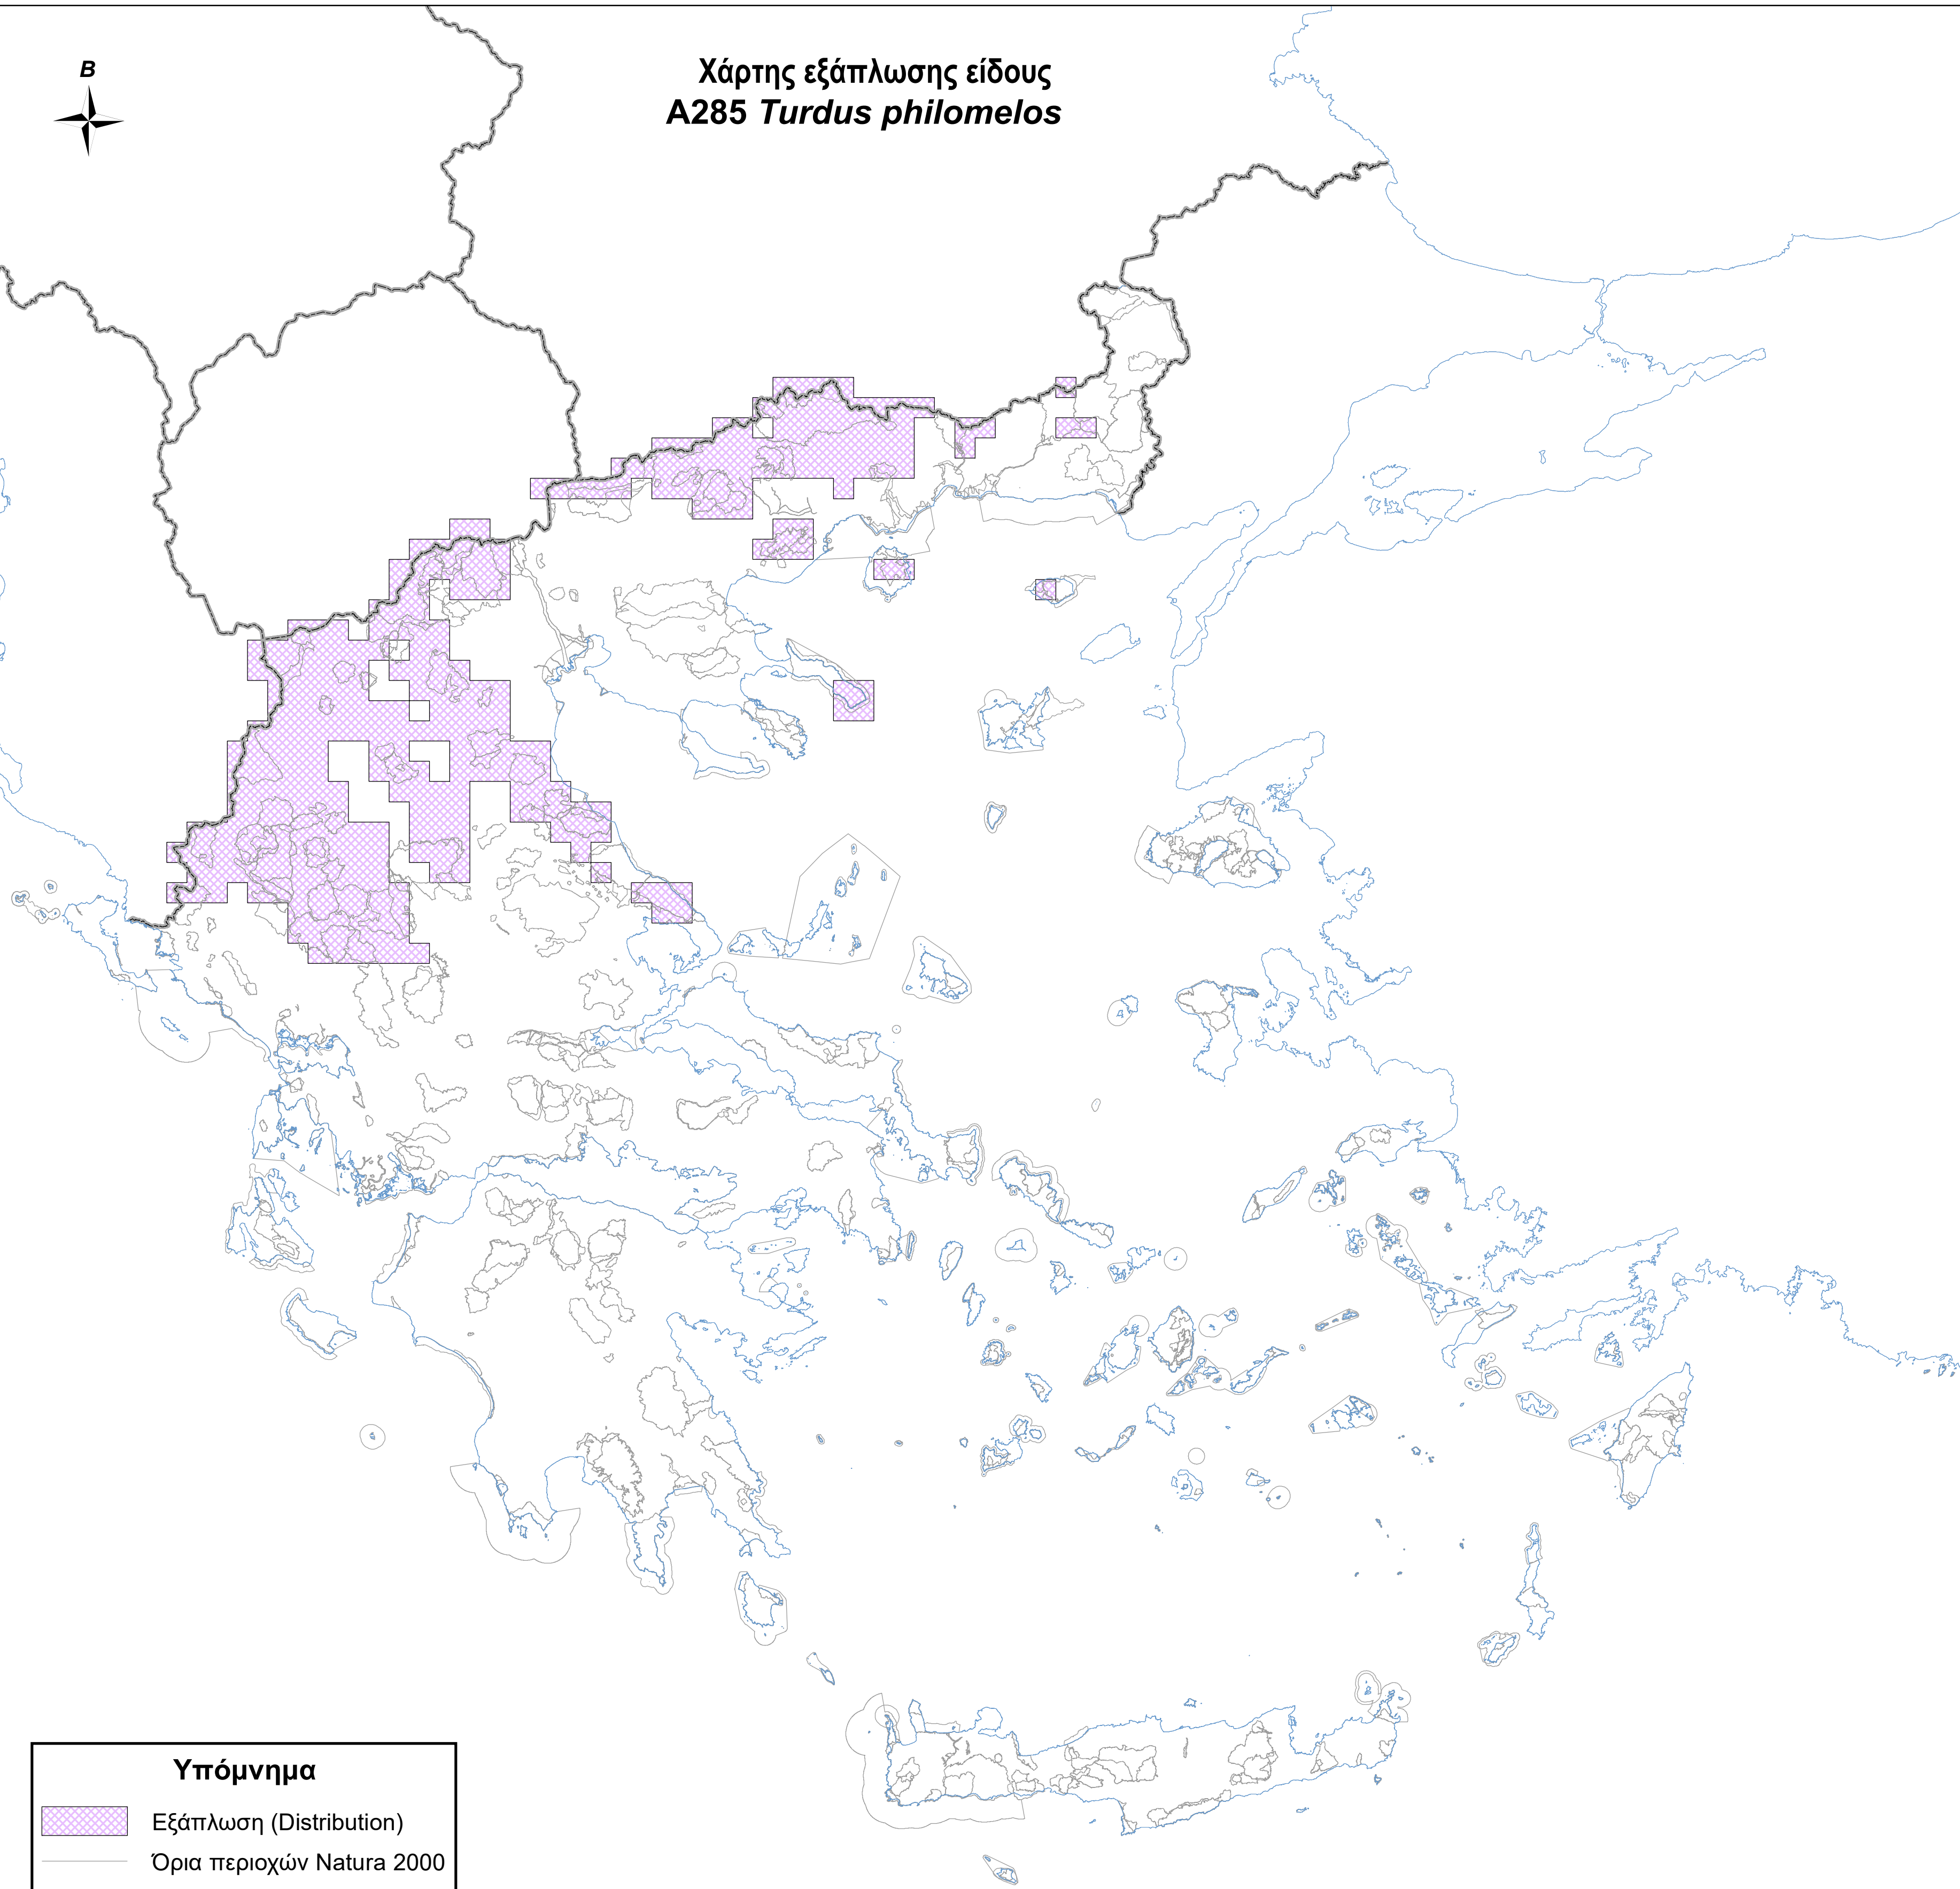 B
Χάρτης εξάπλωσης είδους
A285 Turdus philomelos
Υπόμνημα
Εξάπλωση (Distribution)
Όρια περιοχών Natura 2000